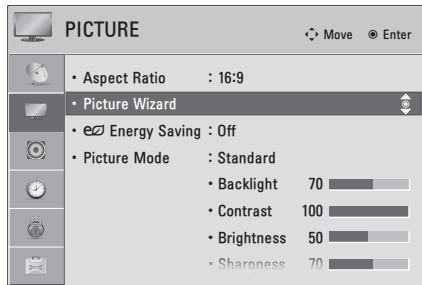 PICTURE
Move Enter
• Aspect Ratio : 16:9
• Picture Wizard
• Energy Saving : Off
• Picture Mode : Standard
• Backlight 70
• Contrast 100
• Brightness 50
• Sharpness 70